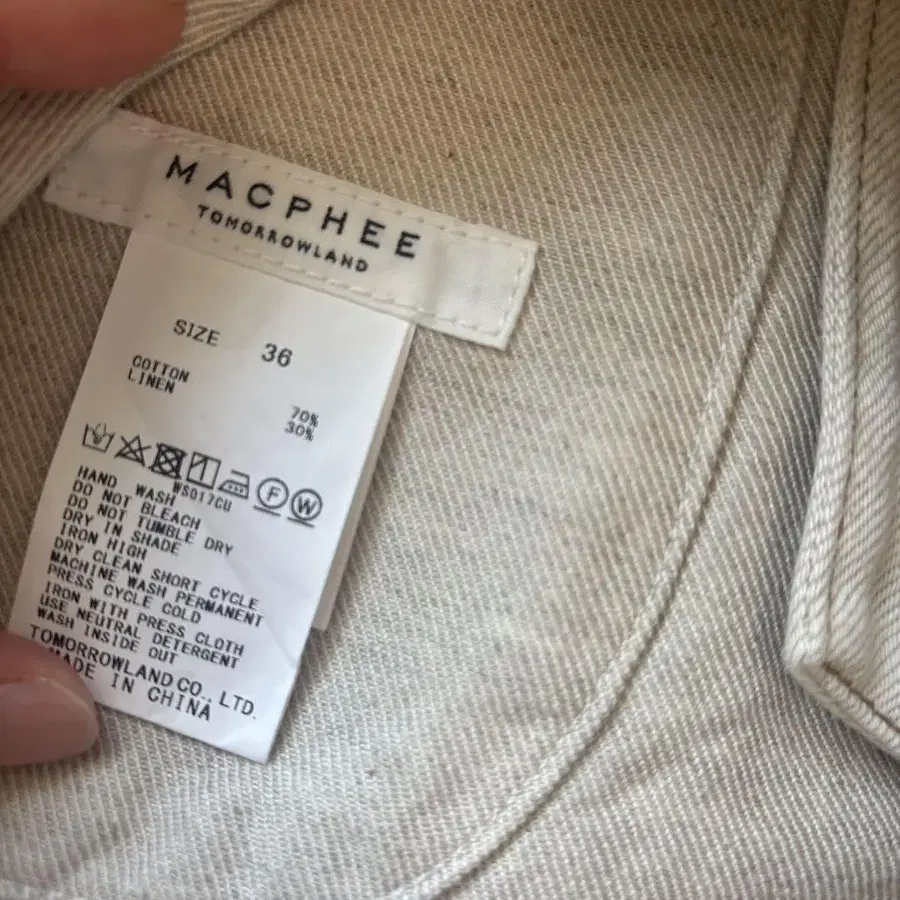 MACPHEE
TOMORROWLAND
SIZE 36
COTTON 70%
LINEN 30%
F W
WS017CU
HAND WASH
DO NOT BLEACH
DO NOT TUMBLE DRY
DRY IN SHADE
IRON HIGH
DRY CLEAN SHORT CYCLE
MACHINE WASH PERMANENT
PRESS CYCLE COLD
IRON WITH PRESS CLOTH
USE NEUTRAL DETERGENT
WASH INSIDE OUT
TOMORROWLAND CO., LTD.
MADE IN CHINA